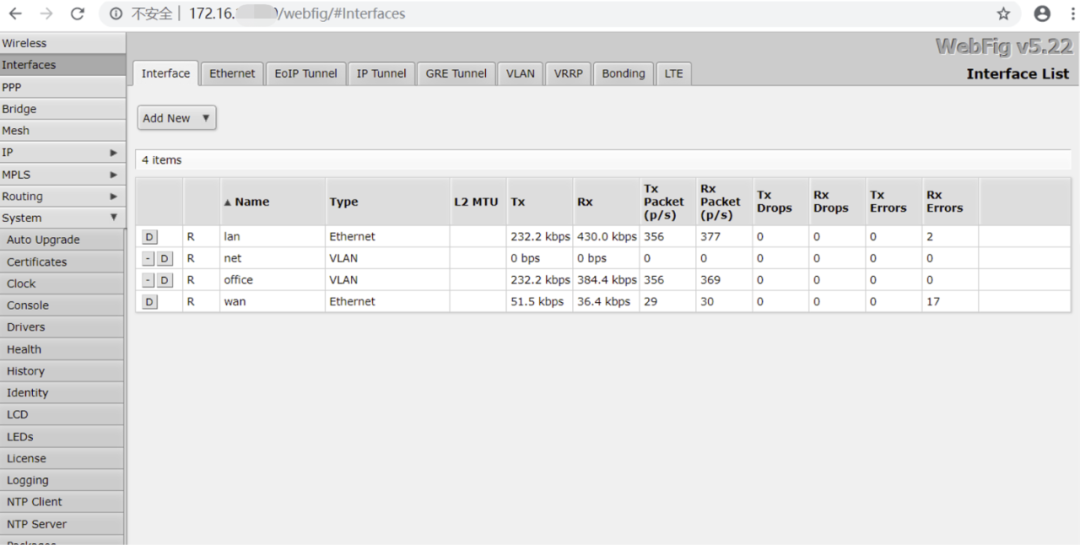 不安全 | 172.16. /webfig/#Interfaces
Wireless
Interfaces
PPP
Bridge
Mesh
IP
MPLS
Routing
System
Auto Upgrade
Certificates
Clock
Console
Drivers
Health
History
Identity
LCD
LEDs
License
Logging
NTP Client
NTP Server
Packages
WebFig v5.22
Interface List
Interface Ethernet EoIP Tunnel IP Tunnel GRE Tunnel VLAN VRRP Bonding LTE
Add New ▼
4 items
▲ Name Type L2 MTU Tx Rx Tx Packet (p/s) Rx Packet (p/s) Tx Drops Rx Drops Tx Errors Rx Errors
D R lan Ethernet 232.2 kbps 430.0 kbps 356 377 0 0 0 2
- D R net VLAN 0 bps 0 bps 0 0 0 0 0 0
- D R office VLAN 232.2 kbps 384.4 kbps 356 369 0 0 0 0
D R wan Ethernet 51.5 kbps 36.4 kbps 29 30 0 0 0 17